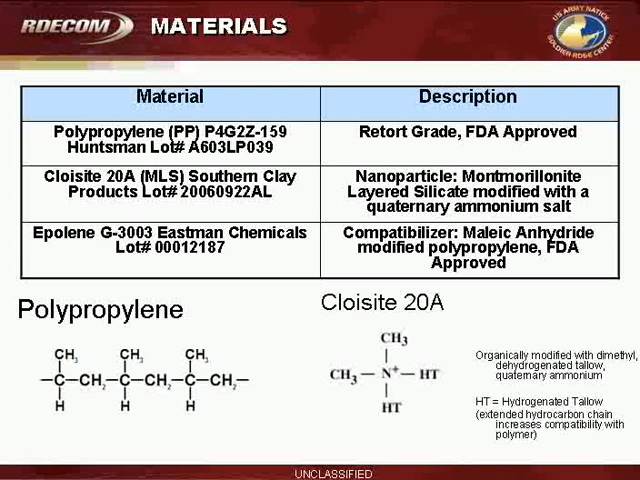 RDECOM
MATERIALS
US ARMY NATICK
SOLDIER RD&E CENTER
Material
Description
Polypropylene (PP) P4G2Z-159
Huntsman Lot# A603LP039
Retort Grade, FDA Approved
Cloisite 20A (MLS) Southern Clay
Products Lot# 20060922AL
Nanoparticle: Montmorillonite
Layered Silicate modified with a
quaternary ammonium salt
Epolene G-3003 Eastman Chemicals
Lot# 00012187
Compatibilizer: Maleic Anhydride
modified polypropylene, FDA
Approved
Polypropylene
CH3 CH3 CH3
—C—CH2—C—CH2—C—CH2—
H H H
Cloisite 20A
CH3
CH3 — N+ — HT
HT
Organically modified with dimethyl,
dehydrogenated tallow,
quaternary ammonium
HT = Hydrogenated Tallow
(extended hydrocarbon chain
increases compatibility with
polymer)
UNCLASSIFIED